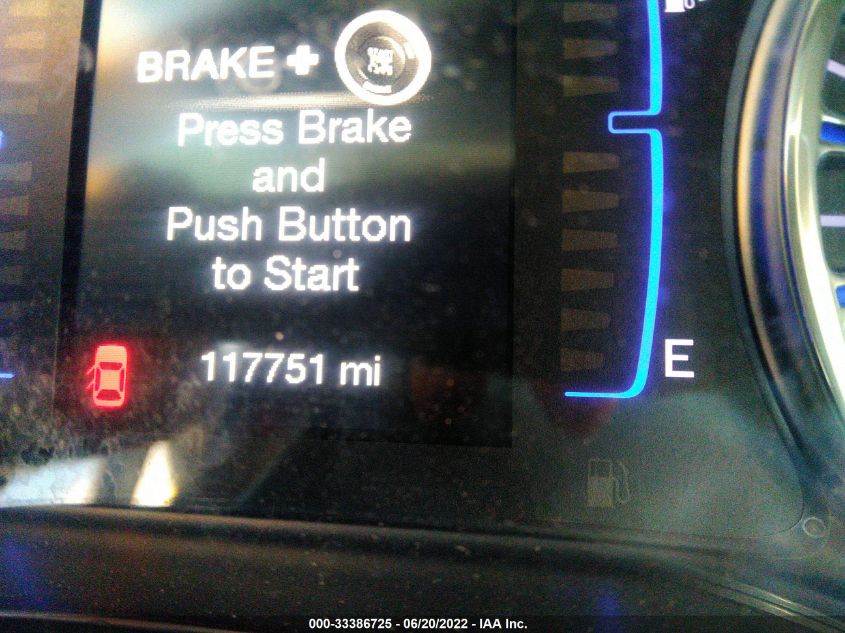 BRAKE +
Press Brake
and
Push Button
to Start
117751 mi
E
000-33386725 - 06/20/2022 - IAA Inc.